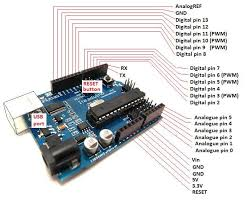 AnalogREF
GND
Digital pin 13
Digital pin 12
Digital pin 11 (PWM)
Digital pin 10 (PWM)
Digital pin 9 (PWM)
Digital pin 8
RX
TX
Digital pin 7
Digital pin 6 (PWM)
Digital pin 5 (PWM)
Digital pin 4
Digital pin 3 (PWM)
Digital pin 2
RESET
button
USB
port
Analogue pin 5
Analogue pin 4
Analogue pin 3
Analogue pin 2
Analogue pin 1
Analogue pin 0
Vin
GND
GND
5V
3.3V
RESET